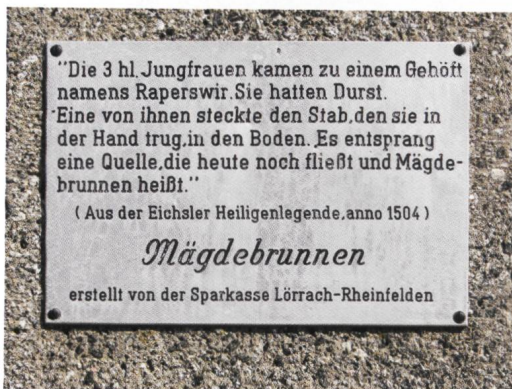 "Die 3 hl. Jungfrauen kamen zu einem Gehöft
namens Raperswir. Sie hatten Durst.
Eine von ihnen steckte den Stab, den sie in
der Hand trug, in den Boden. Es entsprang
eine Quelle, die heute noch fließt und Mägde-
brunnen heißt."
( Aus der Eichsler Heiligenlegende, anno 1504 )
Mägdebrunnen
erstellt von der Sparkasse Lörrach-Rheinfelden